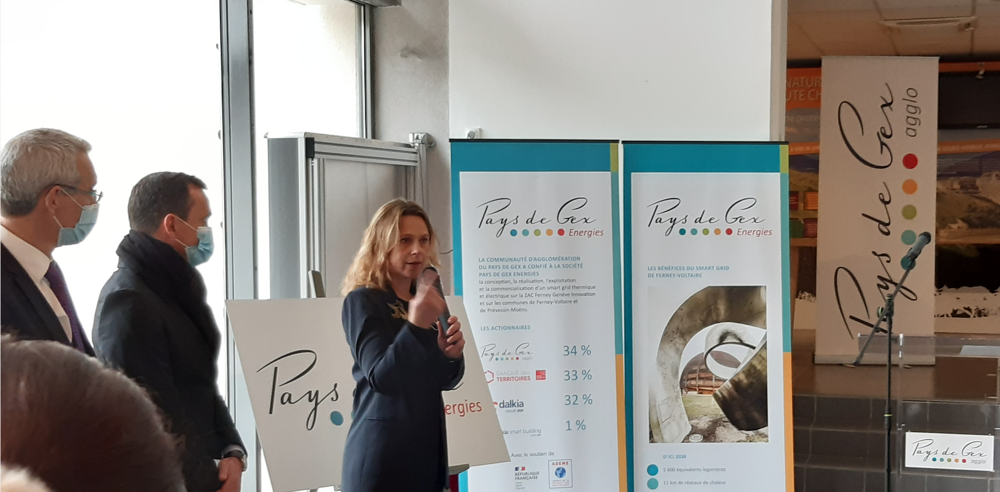 Pays
ergies
Pays de Gex
Energies
LA COMMUNAUTÉ D'AGGLOMÉRATION
DU PAYS DE GEX A CONFIÉ À LA SOCIÉTÉ
PAYS DE GEX ENERGIES
la conception, la réalisation, l'exploitation
et la commercialisation d'un smart grid thermique
et électrique sur la ZAC Ferney Genève Innovation
et sur les communes de Ferney-Voltaire et
de Prévessin-Moëns.
LES ACTIONNAIRES
Pays de Gex
agglo
34 %
BANQUE des
TERRITOIRES
33 %
dalkia
GROUPE EDF
32 %
smart building
1 %
Avec le soutien de
RÉPUBLIQUE
FRANÇAISE
ADEME
Pays de Gex
Energies
LES BÉNÉFICES DU SMART GRID
DE FERNEY-VOLTAIRE
D'ICI 2038
5 600 équivalents logements
11 km de réseaux de chaleur
NATUR
UTE CH
Pays de Gex
agglo
Pays de Gex
agglo